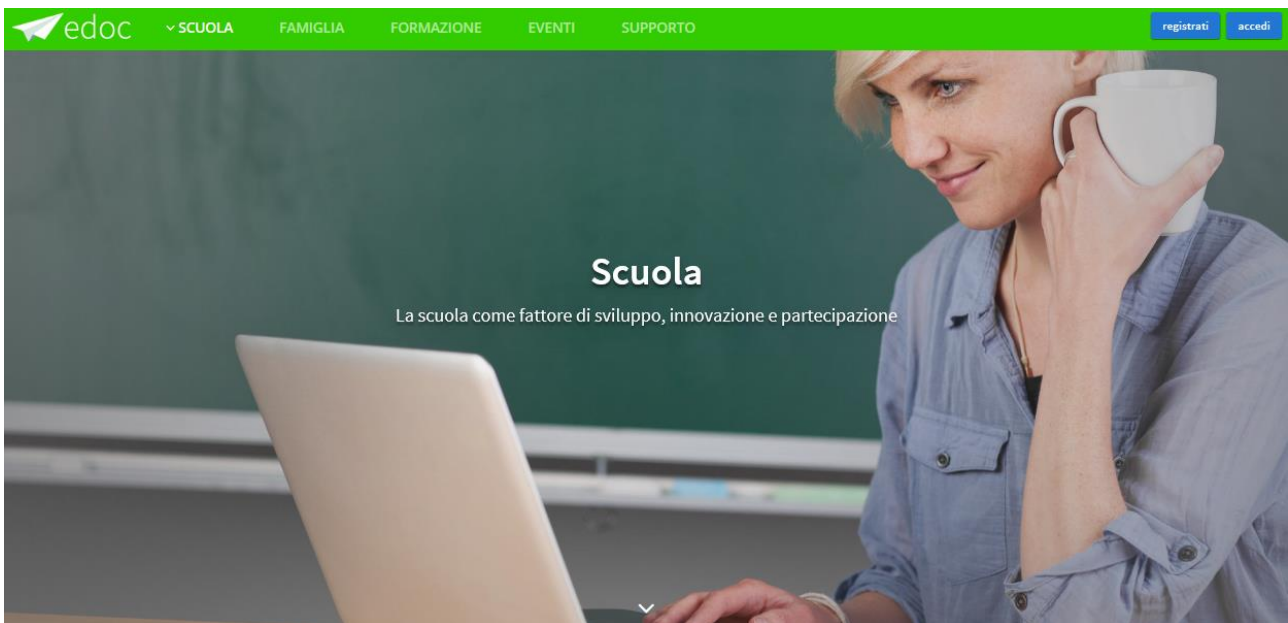 edoc
SCUOLA
FAMIGLIA
FORMAZIONE
EVENTI
SUPPORTO
registrati
accedi
Scuola
La scuola come fattore di sviluppo, innovazione e partecipazione